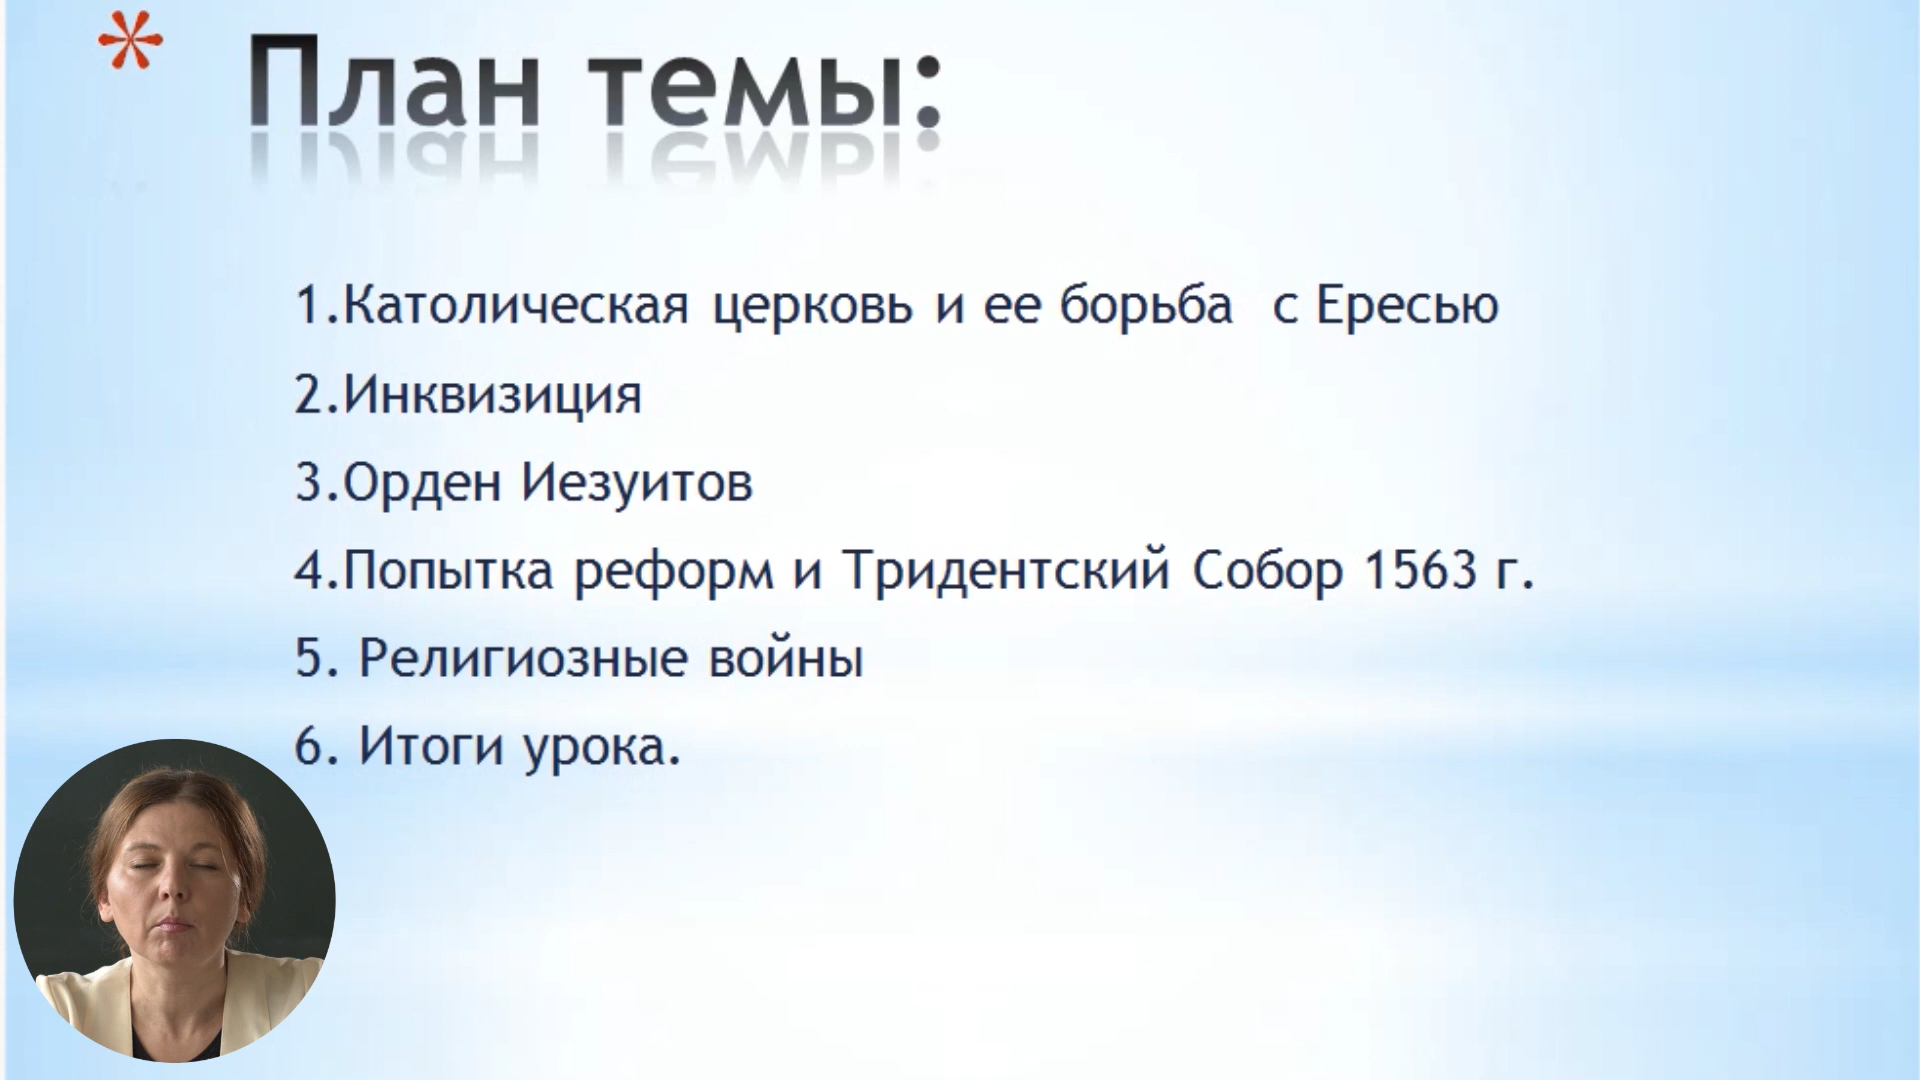 * План темы:
1.Католическая церковь и ее борьба  с Ересью
2.Инквизиция
3.Орден Иезуитов
4.Попытка реформ и Тридентский Собор 1563 г.
5. Религиозные войны
6. Итоги урока.